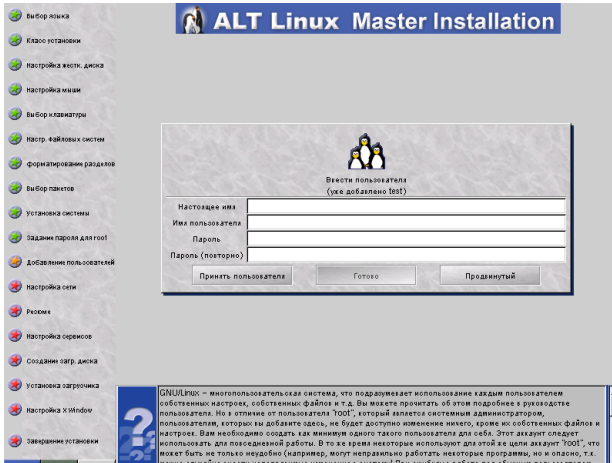 ALT Linux Master Installation
Выбор языка
Класс установки
Настройка жестк. диска
Настройка мыши
Выбор клавиатуры
Настр. файловых систем
форматирование разделов
Выбор пакетов
Установка системы
Задание пароля для root
Добавление пользователей
Настройка сети
Резюме
Настройка сервисов
Создание загр. диска
Установка загрузчика
Настройка X Window
Завершение установки
Ввести пользователя
(уже добавлено test)
Настоящее имя
Имя пользователя
Пароль
Пароль (повторно)
Принять пользователя
Готово
Продвинутый
GNU/Linux – многопользовательская система, что подразумевает использование каждым пользователем
собственных настроек, собственных файлов и т.д. Вы можете прочитать об этом подробнее в руководстве
пользователя. Но в отличие от пользователя "root", который является системным администратором,
пользователям, которых вы добавите здесь, не будет доступно изменение ничего, кроме их собственных файлов и
настроек. Вам необходимо создать как минимум одного такого пользователя для себя. Этот аккаунт следует
использовать для повседневной работы. В то же время некоторые используют для этой же цели аккаунт "root", что
может быть не только неудобно (например, могут неправильно работать некоторые программы, но и опасно, т.к.